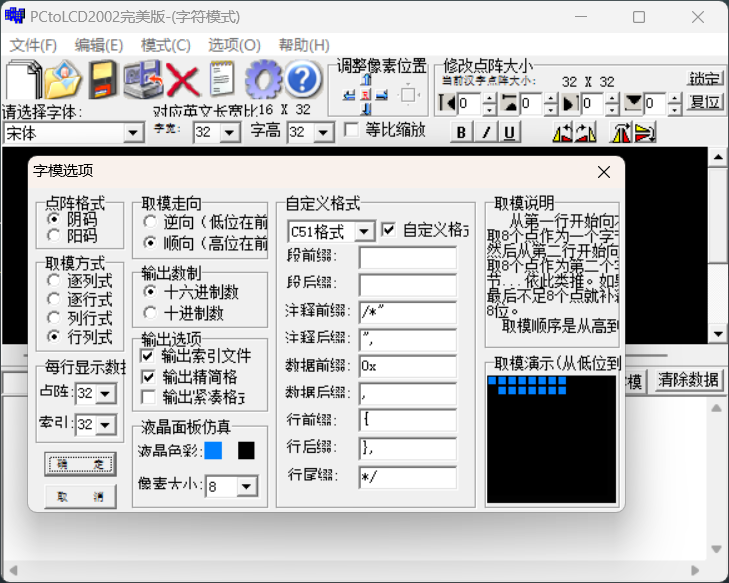 PCtoLCD2002完美版-(字符模式)
文件(F) 编辑(E) 模式(C) 选项(O) 帮助(H)
调整像素位置
修改点阵大小
当前汉字点阵大小: 32 X 32
锁定
0 0 0 0
复位
请选择字体:
对应英文长宽比16 X 32
宋体
字宽: 32 字高 32 等比缩放
B I U
字模选项
点阵格式
阴码
阳码
取模方式
逐列式
逐行式
列行式
行列式
每行显示数据
点阵: 32
索引: 32
确 定
取 消
取模走向
逆向(低位在前
顺向(高位在前
输出数制
十六进制数
十进制数
输出选项
输出索引文件
输出精简格
输出紧凑格式
液晶面板仿真
液晶色彩:
像素大小: 8
自定义格式
C51格式 自定义格式
段前缀:
段后缀:
注释前缀: /*"
注释后缀: ",
数据前缀: 0x
数据后缀: ,
行前缀: {
行后缀: },
行尾缀: */
取模说明
从第一行开始向
取8个点作为一个字
然后从第二行开始向
取8个点作为第二个字
节...依此类推。如果
最后不足8个点就补
8位。
取模顺序是从高到
取模演示(从低位到
模
清除数据